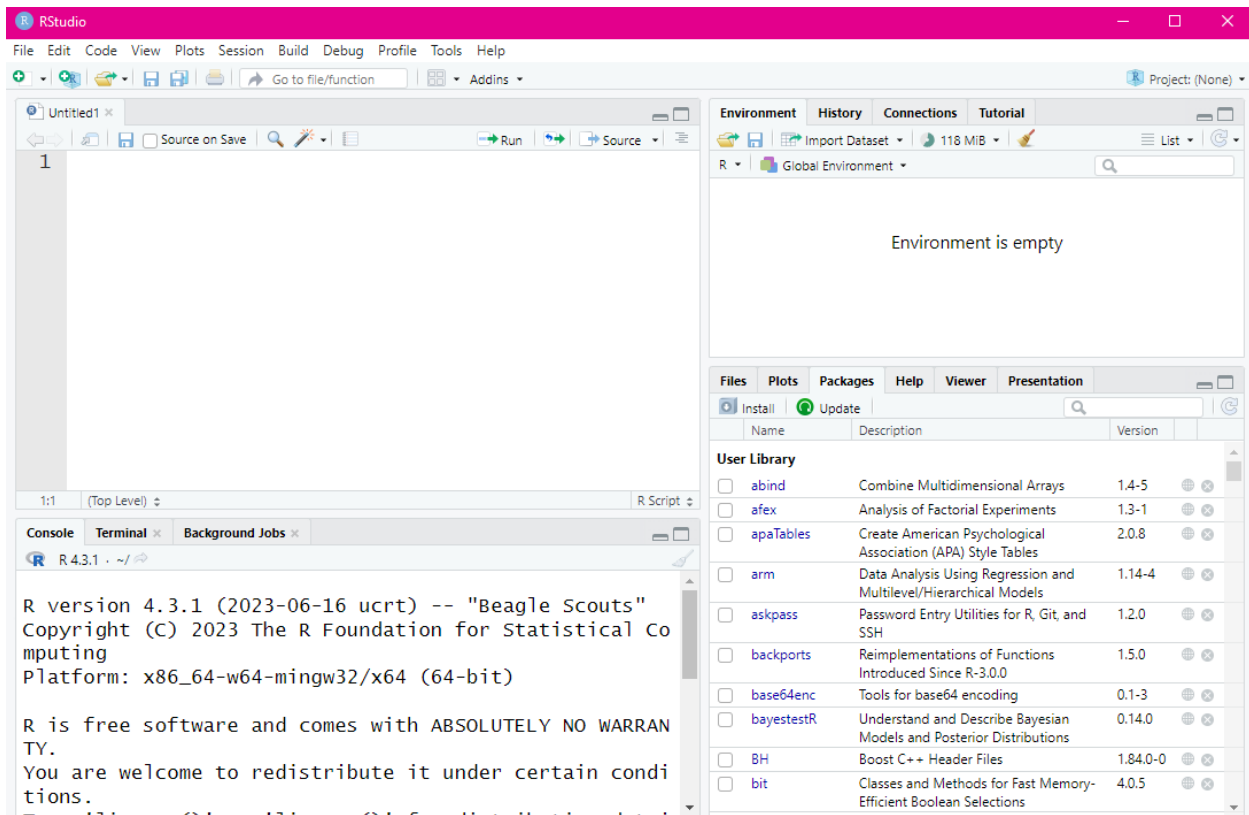 RStudio
File Edit Code View Plots Session Build Debug Profile Tools Help
Go to file/function Addins Project: (None)
Untitled1
Source on Save Run Source
1
1:1 (Top Level) R Script
Console Terminal Background Jobs
R 4.3.1 · ~/
R version 4.3.1 (2023-06-16 ucrt) -- "Beagle Scouts"
Copyright (C) 2023 The R Foundation for Statistical Co
mputing
Platform: x86_64-w64-mingw32/x64 (64-bit)
R is free software and comes with ABSOLUTELY NO WARRAN
TY.
You are welcome to redistribute it under certain condi
tions.
Environment History Connections Tutorial
Import Dataset 118 MiB List
R Global Environment
Environment is empty
Files Plots Packages Help Viewer Presentation
Install Update
Name Description Version
User Library
abind Combine Multidimensional Arrays 1.4-5
afex Analysis of Factorial Experiments 1.3-1
apaTables Create American Psychological 2.0.8
Association (APA) Style Tables
arm Data Analysis Using Regression and 1.14-4
Multilevel/Hierarchical Models
askpass Password Entry Utilities for R, Git, and 1.2.0
SSH
backports Reimplementations of Functions 1.5.0
Introduced Since R-3.0.0
base64enc Tools for base64 encoding 0.1-3
bayestestR Understand and Describe Bayesian 0.14.0
Models and Posterior Distributions
BH Boost C++ Header Files 1.84.0-0
bit Classes and Methods for Fast Memory- 4.0.5
Efficient Boolean Selections